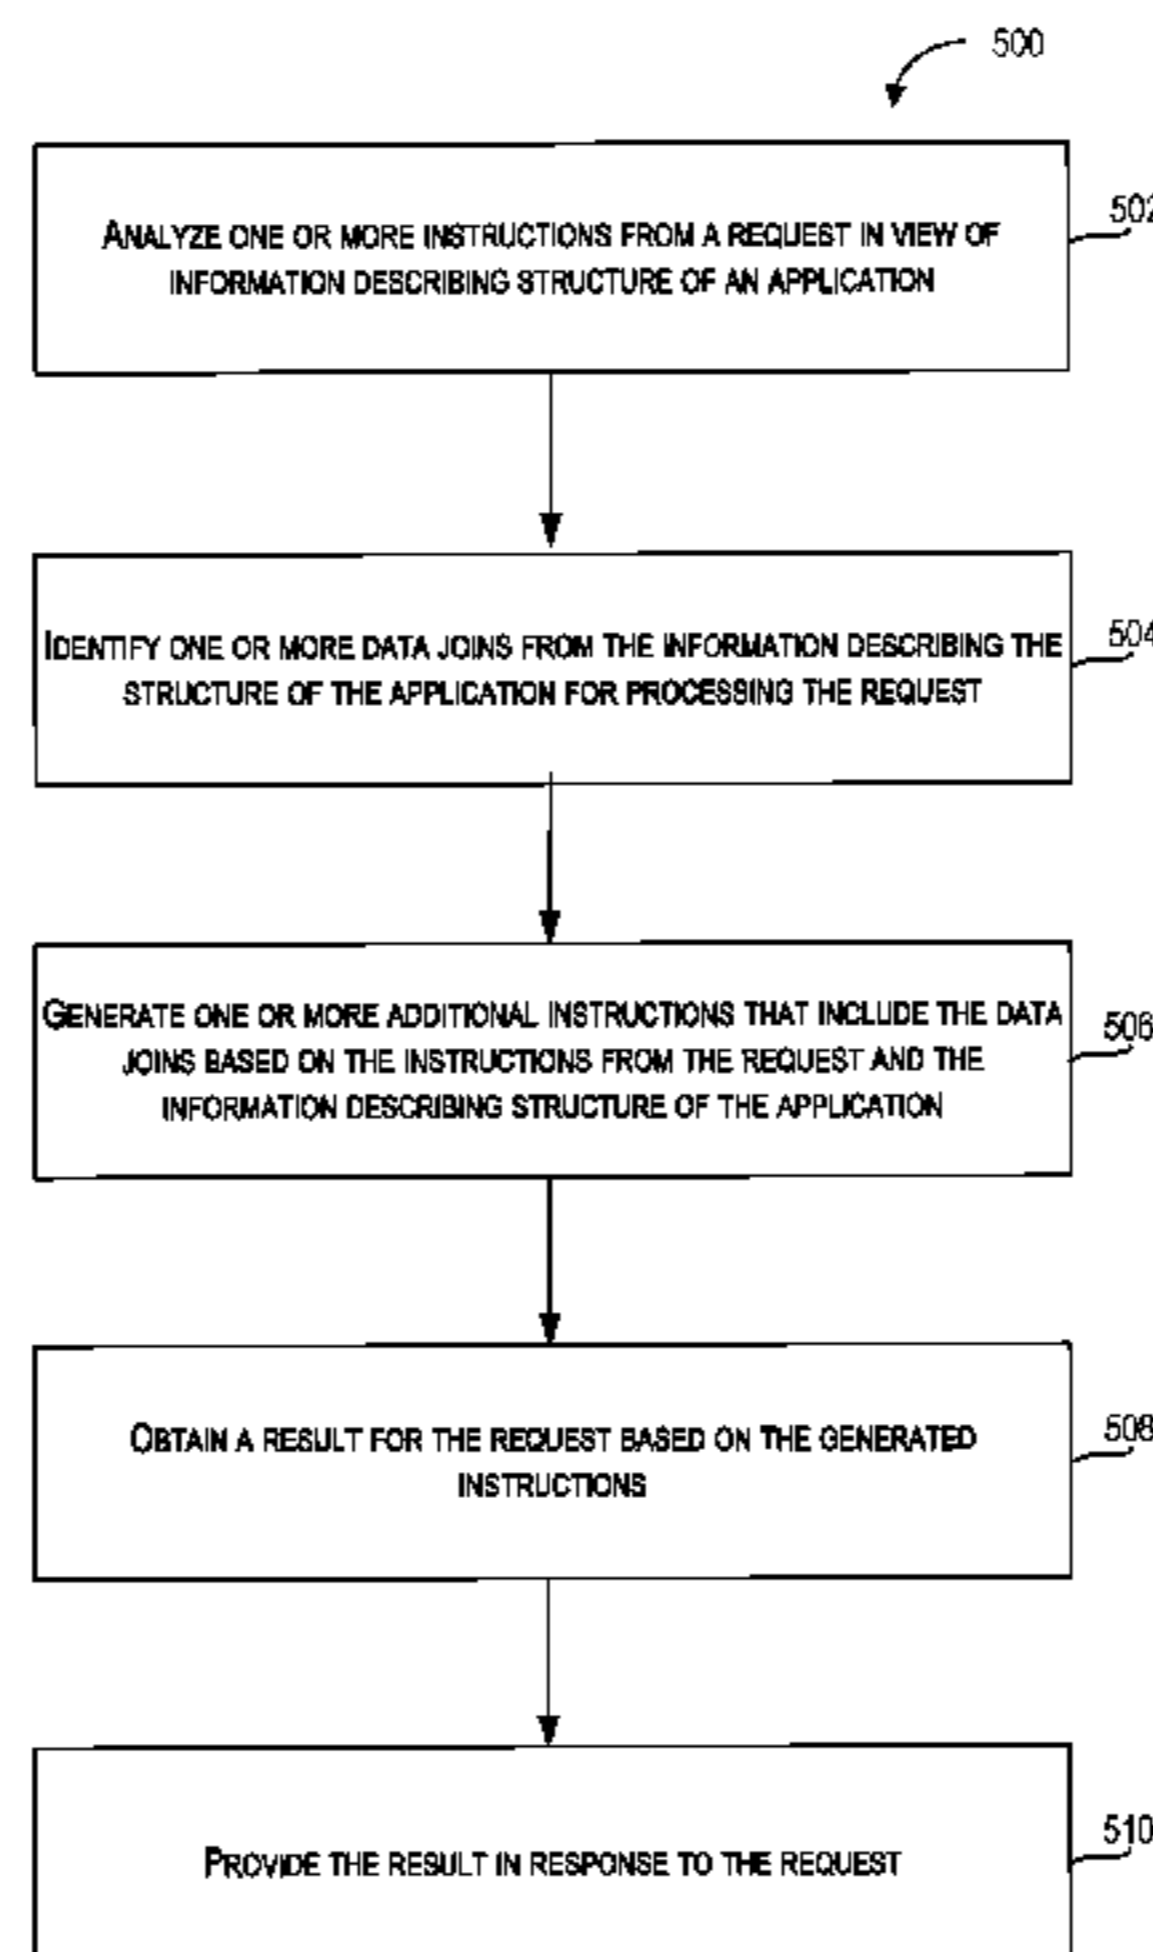 500
ANALYZE ONE OR MORE INSTRUCTIONS FROM A REQUEST IN VIEW OF
INFORMATION DESCRIBING STRUCTURE OF AN APPLICATION
502
IDENTIFY ONE OR MORE DATA JOINS FROM THE INFORMATION DESCRIBING THE
STRUCTURE OF THE APPLICATION FOR PROCESSING THE REQUEST
504
GENERATE ONE OR MORE ADDITIONAL INSTRUCTIONS THAT INCLUDE THE DATA
JOINS BASED ON THE INSTRUCTIONS FROM THE REQUEST AND THE
INFORMATION DESCRIBING STRUCTURE OF THE APPLICATION
506
OBTAIN A RESULT FOR THE REQUEST BASED ON THE GENERATED
INSTRUCTIONS
508
PROVIDE THE RESULT IN RESPONSE TO THE REQUEST
510